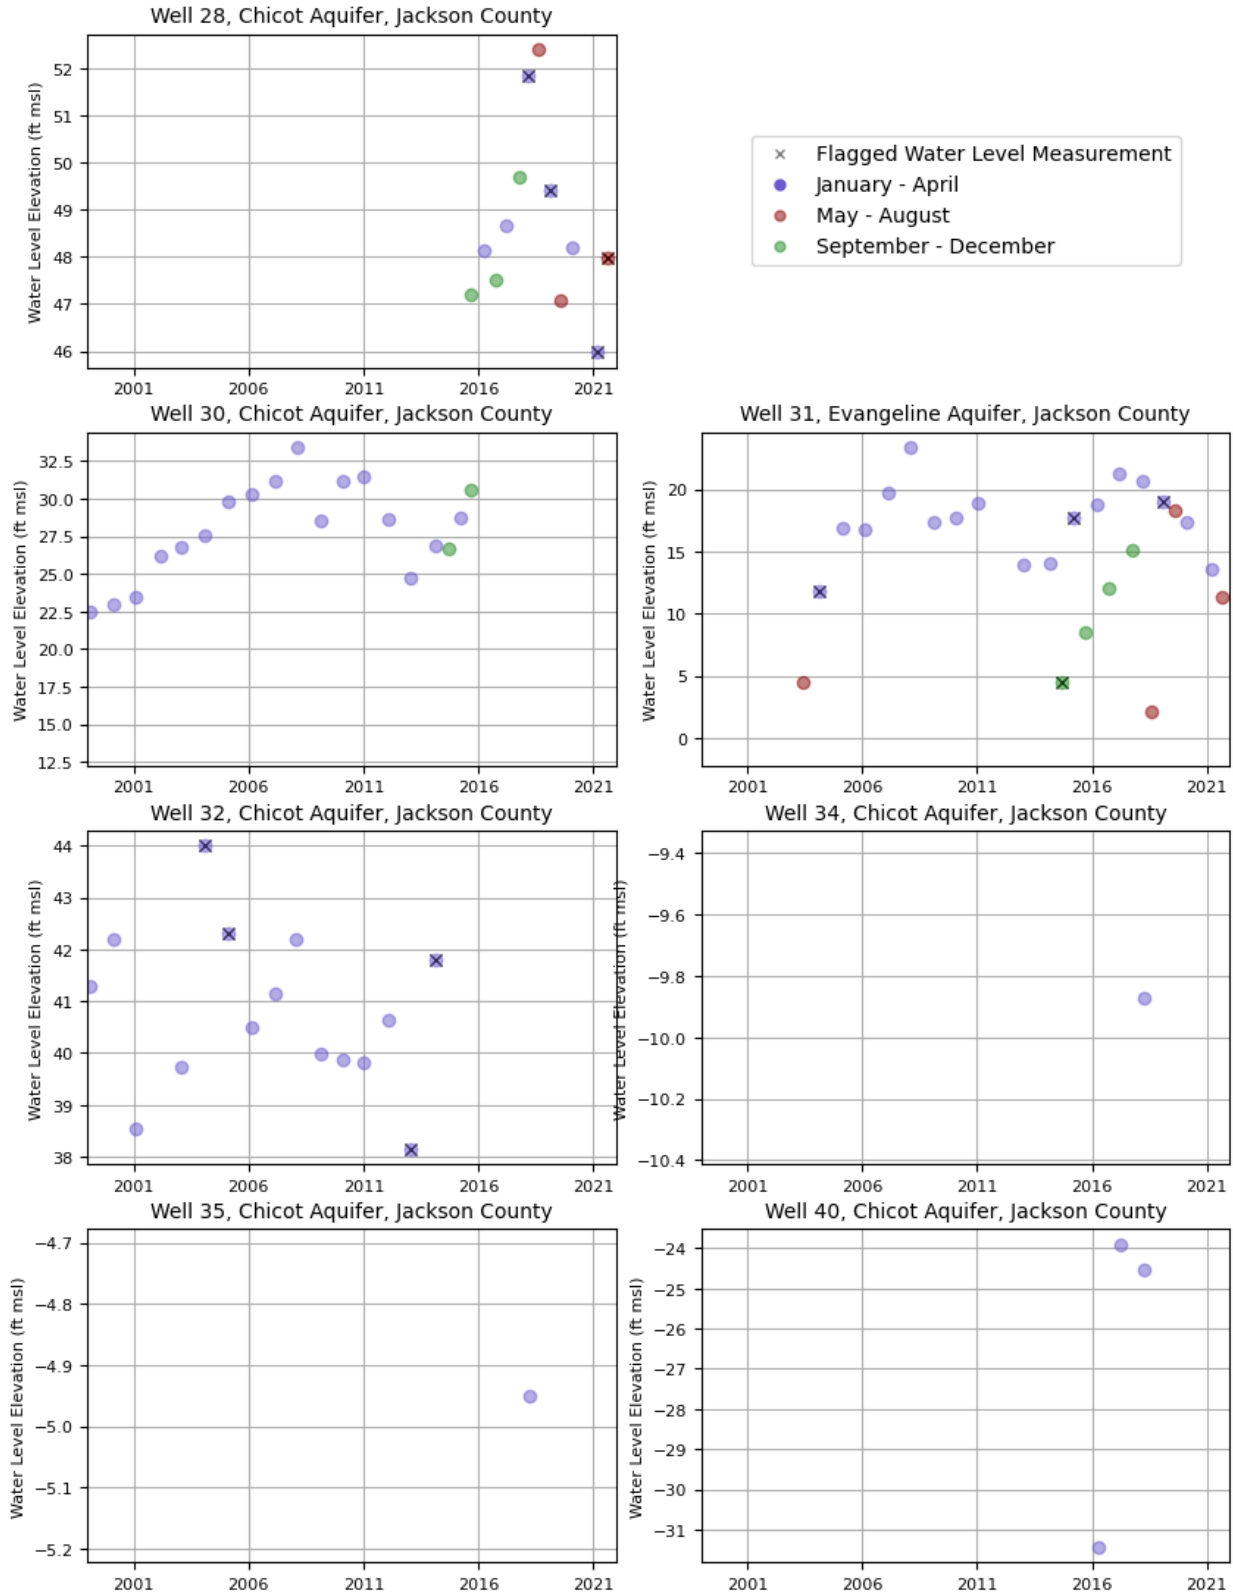 Well 28, Chicot Aquifer, Jackson County
Water Level Elevation (ft msl)
52
51
50
49
48
47
46
2001 2006 2011 2016 2021
Flagged Water Level Measurement
January - April
May - August
September - December
Well 30, Chicot Aquifer, Jackson County
Water Level Elevation (ft msl)
32.5
30.0
27.5
25.0
22.5
20.0
17.5
15.0
12.5
2001 2006 2011 2016 2021
Well 31, Evangeline Aquifer, Jackson County
Water Level Elevation (ft msl)
20
15
10
5
0
2001 2006 2011 2016 2021
Well 32, Chicot Aquifer, Jackson County
Water Level Elevation (ft msl)
44
43
42
41
40
39
38
2001 2006 2011 2016 2021
Well 34, Chicot Aquifer, Jackson County
Water Level Elevation (ft msl)
−9.4
−9.6
−9.8
−10.0
−10.2
−10.4
2001 2006 2011 2016 2021
Well 35, Chicot Aquifer, Jackson County
Water Level Elevation (ft msl)
−4.7
−4.8
−4.9
−5.0
−5.1
−5.2
2001 2006 2011 2016 2021
Well 40, Chicot Aquifer, Jackson County
Water Level Elevation (ft msl)
−24
−25
−26
−27
−28
−29
−30
−31
2001 2006 2011 2016 2021